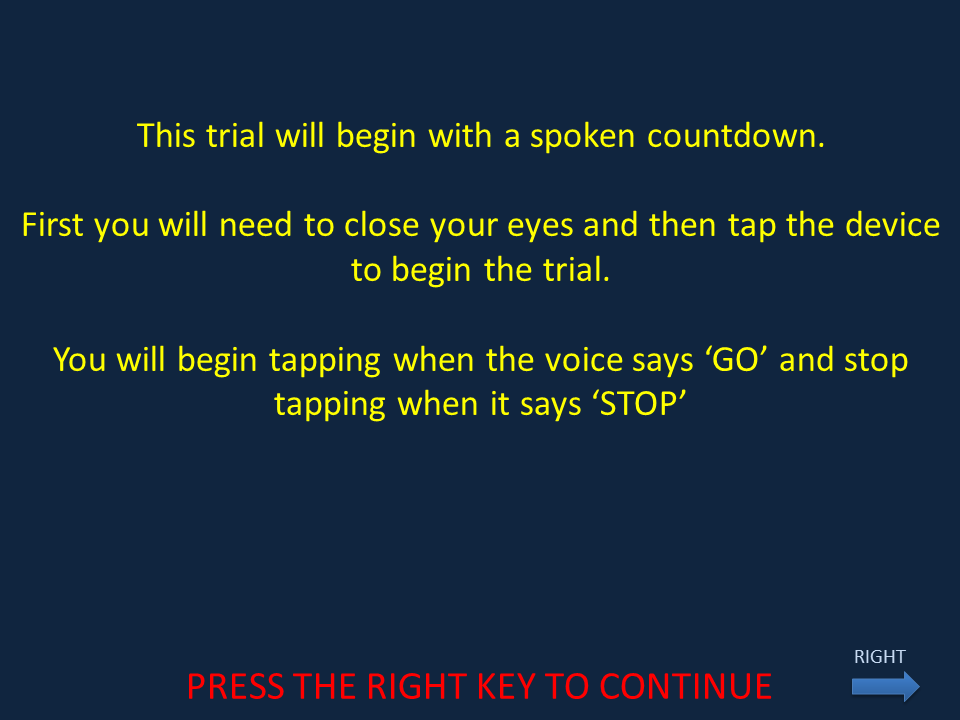 This trial will begin with a spoken countdown.
First you will need to close your eyes and then tap the device
to begin the trial.
You will begin tapping when the voice says ‘GO’ and stop
tapping when it says ‘STOP’
RIGHT
PRESS THE RIGHT KEY TO CONTINUE